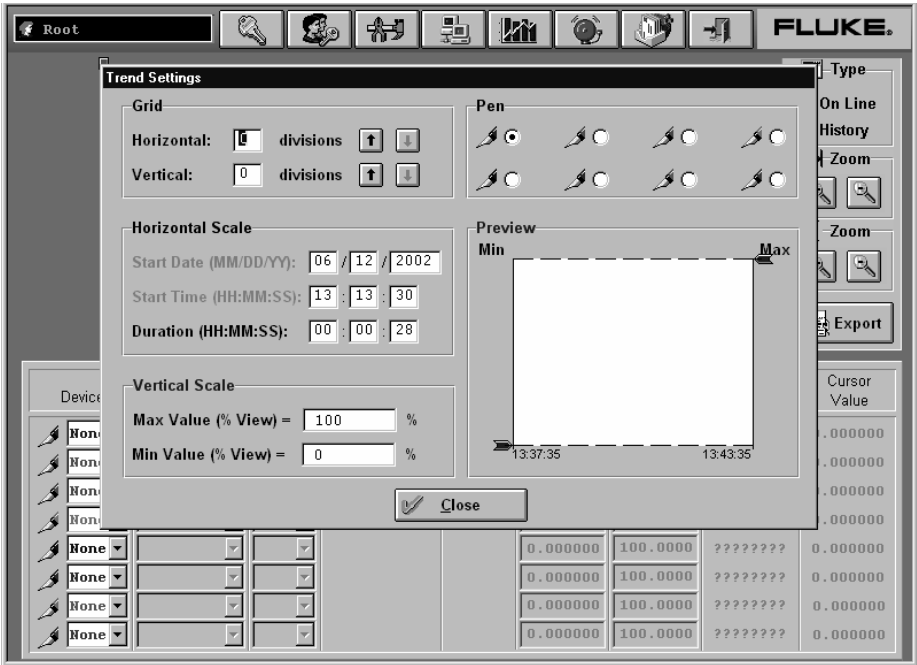 Root
FLUKE®
Type
On Line
History
Zoom
Zoom
Export
Trend Settings
Grid
Horizontal: 0 divisions
Vertical: 0 divisions
Pen
Horizontal Scale
Start Date (MM/DD/YY): 06 / 12 / 2002
Start Time (HH:MM:SS): 13 : 13 : 30
Duration (HH:MM:SS): 00 : 00 : 28
Vertical Scale
Max Value (% View) = 100 %
Min Value (% View) = 0 %
Preview
Min Max
13:37:35 13:43:35
Close
Device Cursor Value
None .000000
None .000000
None .000000
None .000000
None 0.000000 100.0000 ???????? 0.000000
None 0.000000 100.0000 ???????? 0.000000
None 0.000000 100.0000 ???????? 0.000000
None 0.000000 100.0000 ???????? 0.000000